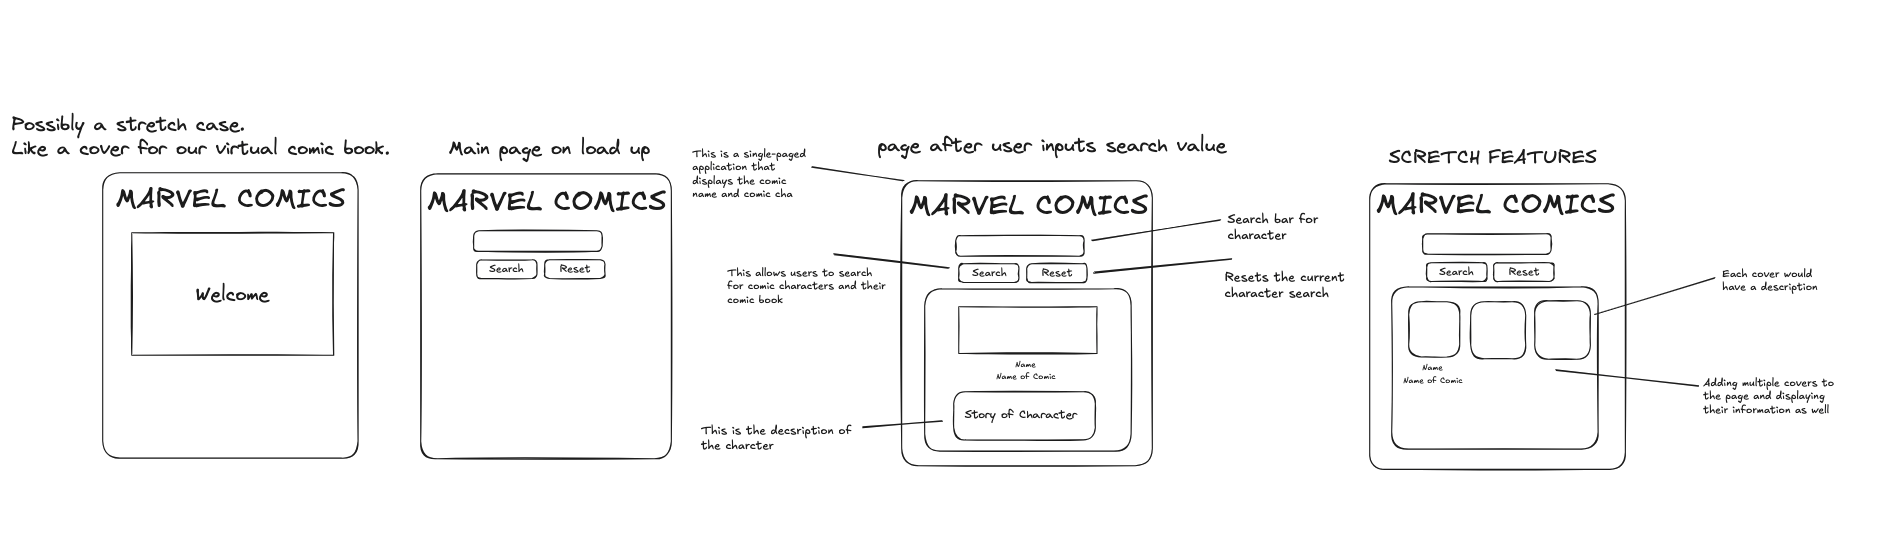 Possibly a stretch case.
Like a cover for our virtual comic book.
MARVEL COMICS
Welcome
Main page on load up
MARVEL COMICS
Search
Reset
This is a single-paged
application that
displays the comic
name and comic cha
page after user inputs search value
MARVEL COMICS
Search bar for
character
Search
Reset
This allows users to search
for comic characters and their
comic book
Resets the current
character search
Name
Name of Comic
Story of Character
This is the decsription of
the charcter
SCRETCH FEATURES
MARVEL COMICS
Search
Reset
Each cover would
have a description
Name
Name of Comic
Adding multiple covers to
the page and displaying
their information as well